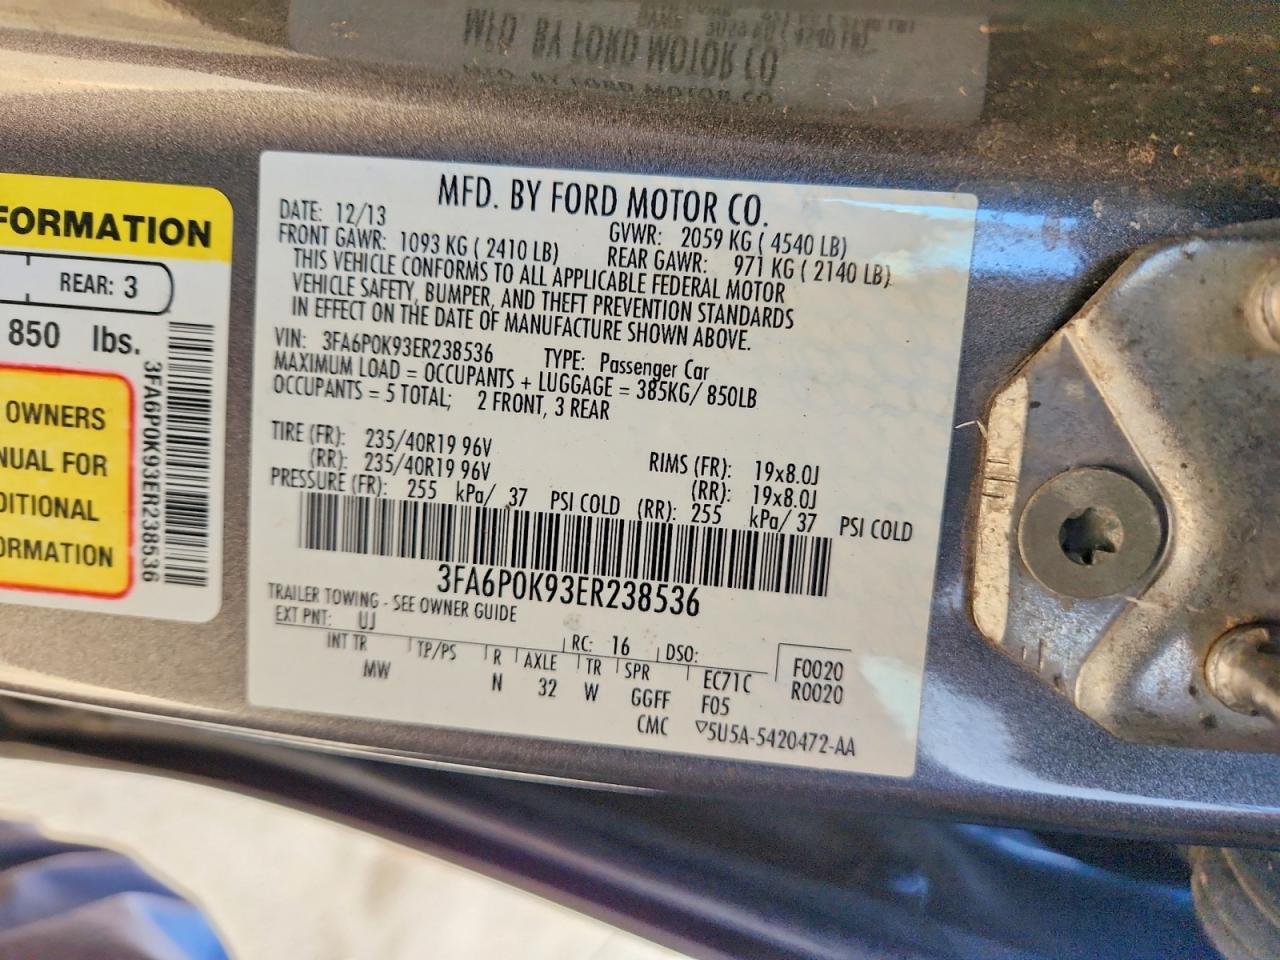 MFD. BY FORD MOTOR CO
MFD. BY FORD MOTOR CO
MFD. BY FORD MOTOR CO.
DATE: 12/13 GVWR: 2059 KG ( 4540 LB)
FRONT GAWR: 1093 KG ( 2410 LB) REAR GAWR: 971 KG ( 2140 LB)
THIS VEHICLE CONFORMS TO ALL APPLICABLE FEDERAL MOTOR
VEHICLE SAFETY, BUMPER, AND THEFT PREVENTION STANDARDS
IN EFFECT ON THE DATE OF MANUFACTURE SHOWN ABOVE.
VIN: 3FA6P0K93ER238536 TYPE: Passenger Car
MAXIMUM LOAD = OCCUPANTS + LUGGAGE = 385KG/ 850LB
OCCUPANTS = 5 TOTAL; 2 FRONT, 3 REAR
TIRE (FR): 235/40R19 96V RIMS (FR): 19x8.0J
(RR): 235/40R19 96V (RR): 19x8.0J
PRESSURE (FR): 255 kPa/ 37 PSI COLD (RR): 255 kPa/ 37 PSI COLD
3FA6P0K93ER238536
TRAILER TOWING - SEE OWNER GUIDE
EXT PNT: UJ RC: 16 DSO: F0020
INT TR TP/PS R AXLE TR SPR EC71C R0020
MW N 32 W GGFF F05
CMC ▽5U5A-5420472-AA
FORMATION
REAR: 3
850 lbs.
OWNERS
NUAL FOR
DITIONAL
ORMATION
3FA6P0K93ER238536